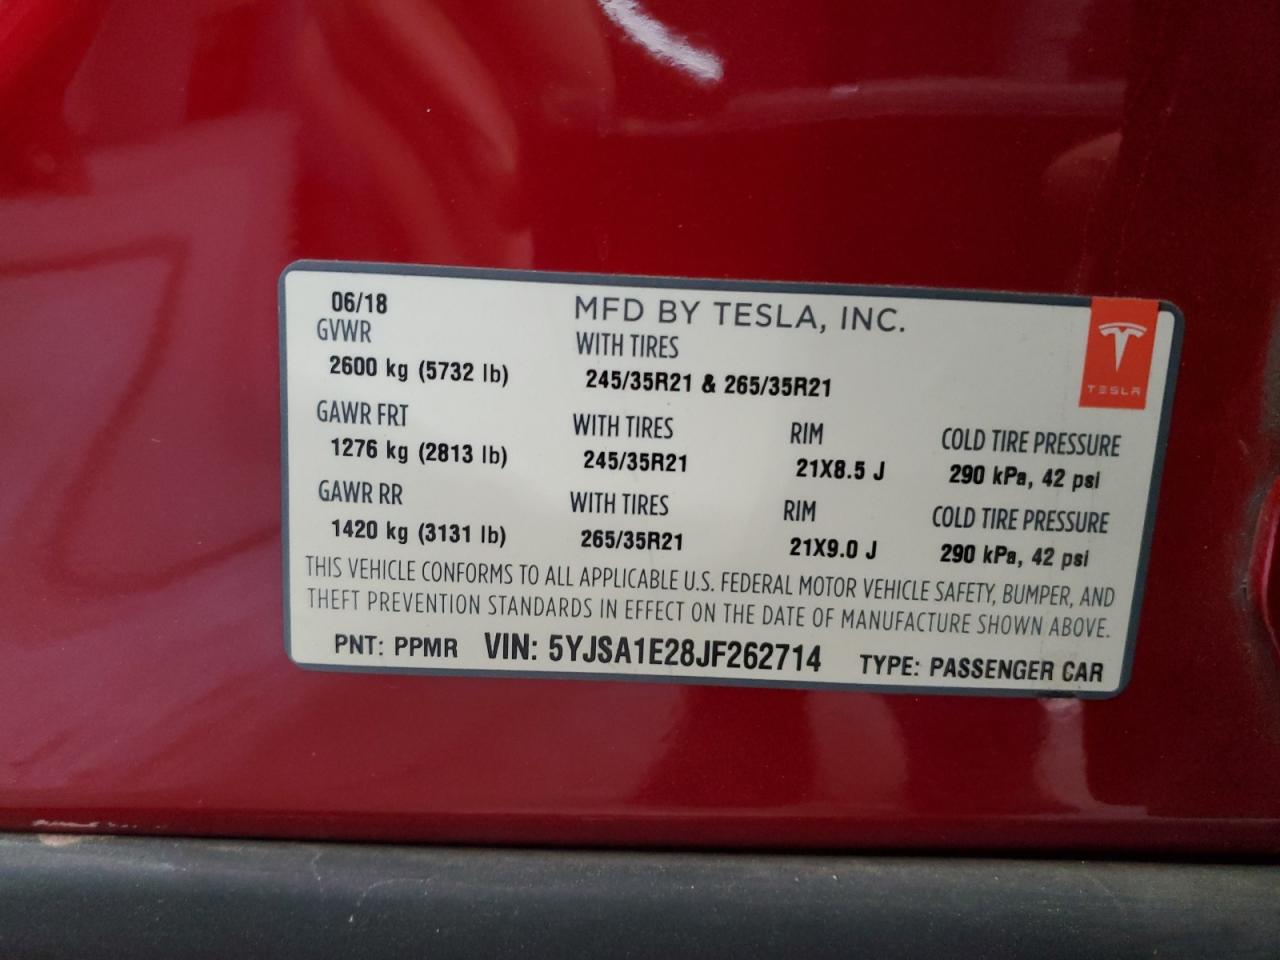 06/18 MFD BY TESLA, INC.
GVWR WITH TIRES
2600 kg (5732 lb) 245/35R21 & 265/35R21
TESLA
GAWR FRT WITH TIRES RIM COLD TIRE PRESSURE
1276 kg (2813 lb) 245/35R21 21X8.5 J 290 kPa, 42 psi
GAWR RR WITH TIRES RIM COLD TIRE PRESSURE
1420 kg (3131 lb) 265/35R21 21X9.0 J 290 kPa, 42 psi
THIS VEHICLE CONFORMS TO ALL APPLICABLE U.S. FEDERAL MOTOR VEHICLE SAFETY, BUMPER, AND
THEFT PREVENTION STANDARDS IN EFFECT ON THE DATE OF MANUFACTURE SHOWN ABOVE.
PNT: PPMR VIN: 5YJSA1E28JF262714 TYPE: PASSENGER CAR